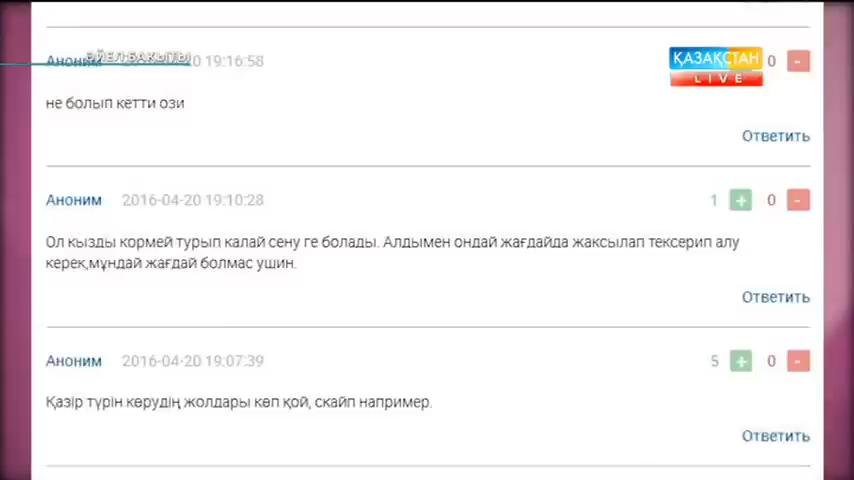 ӘЙЕЛ БАҚЫТЫ
Аноним 19:16:58 0 -
ҚАЗАҚСТАН
LIVE
не болып кетти ози
Ответить
Аноним 2016-04-20 19:10:28 1 + 0 -
Ол кызды кормей турып калай сену ге болады. Алдымен ондай жағдайда жаксылап тексерип алу
керек,мұндай жағдай болмас ушин.
Ответить
Аноним 2016-04-20 19:07:39 5 + 0 -
Қазір түрін көрудің жолдары көп қой, скайп например.
Ответить